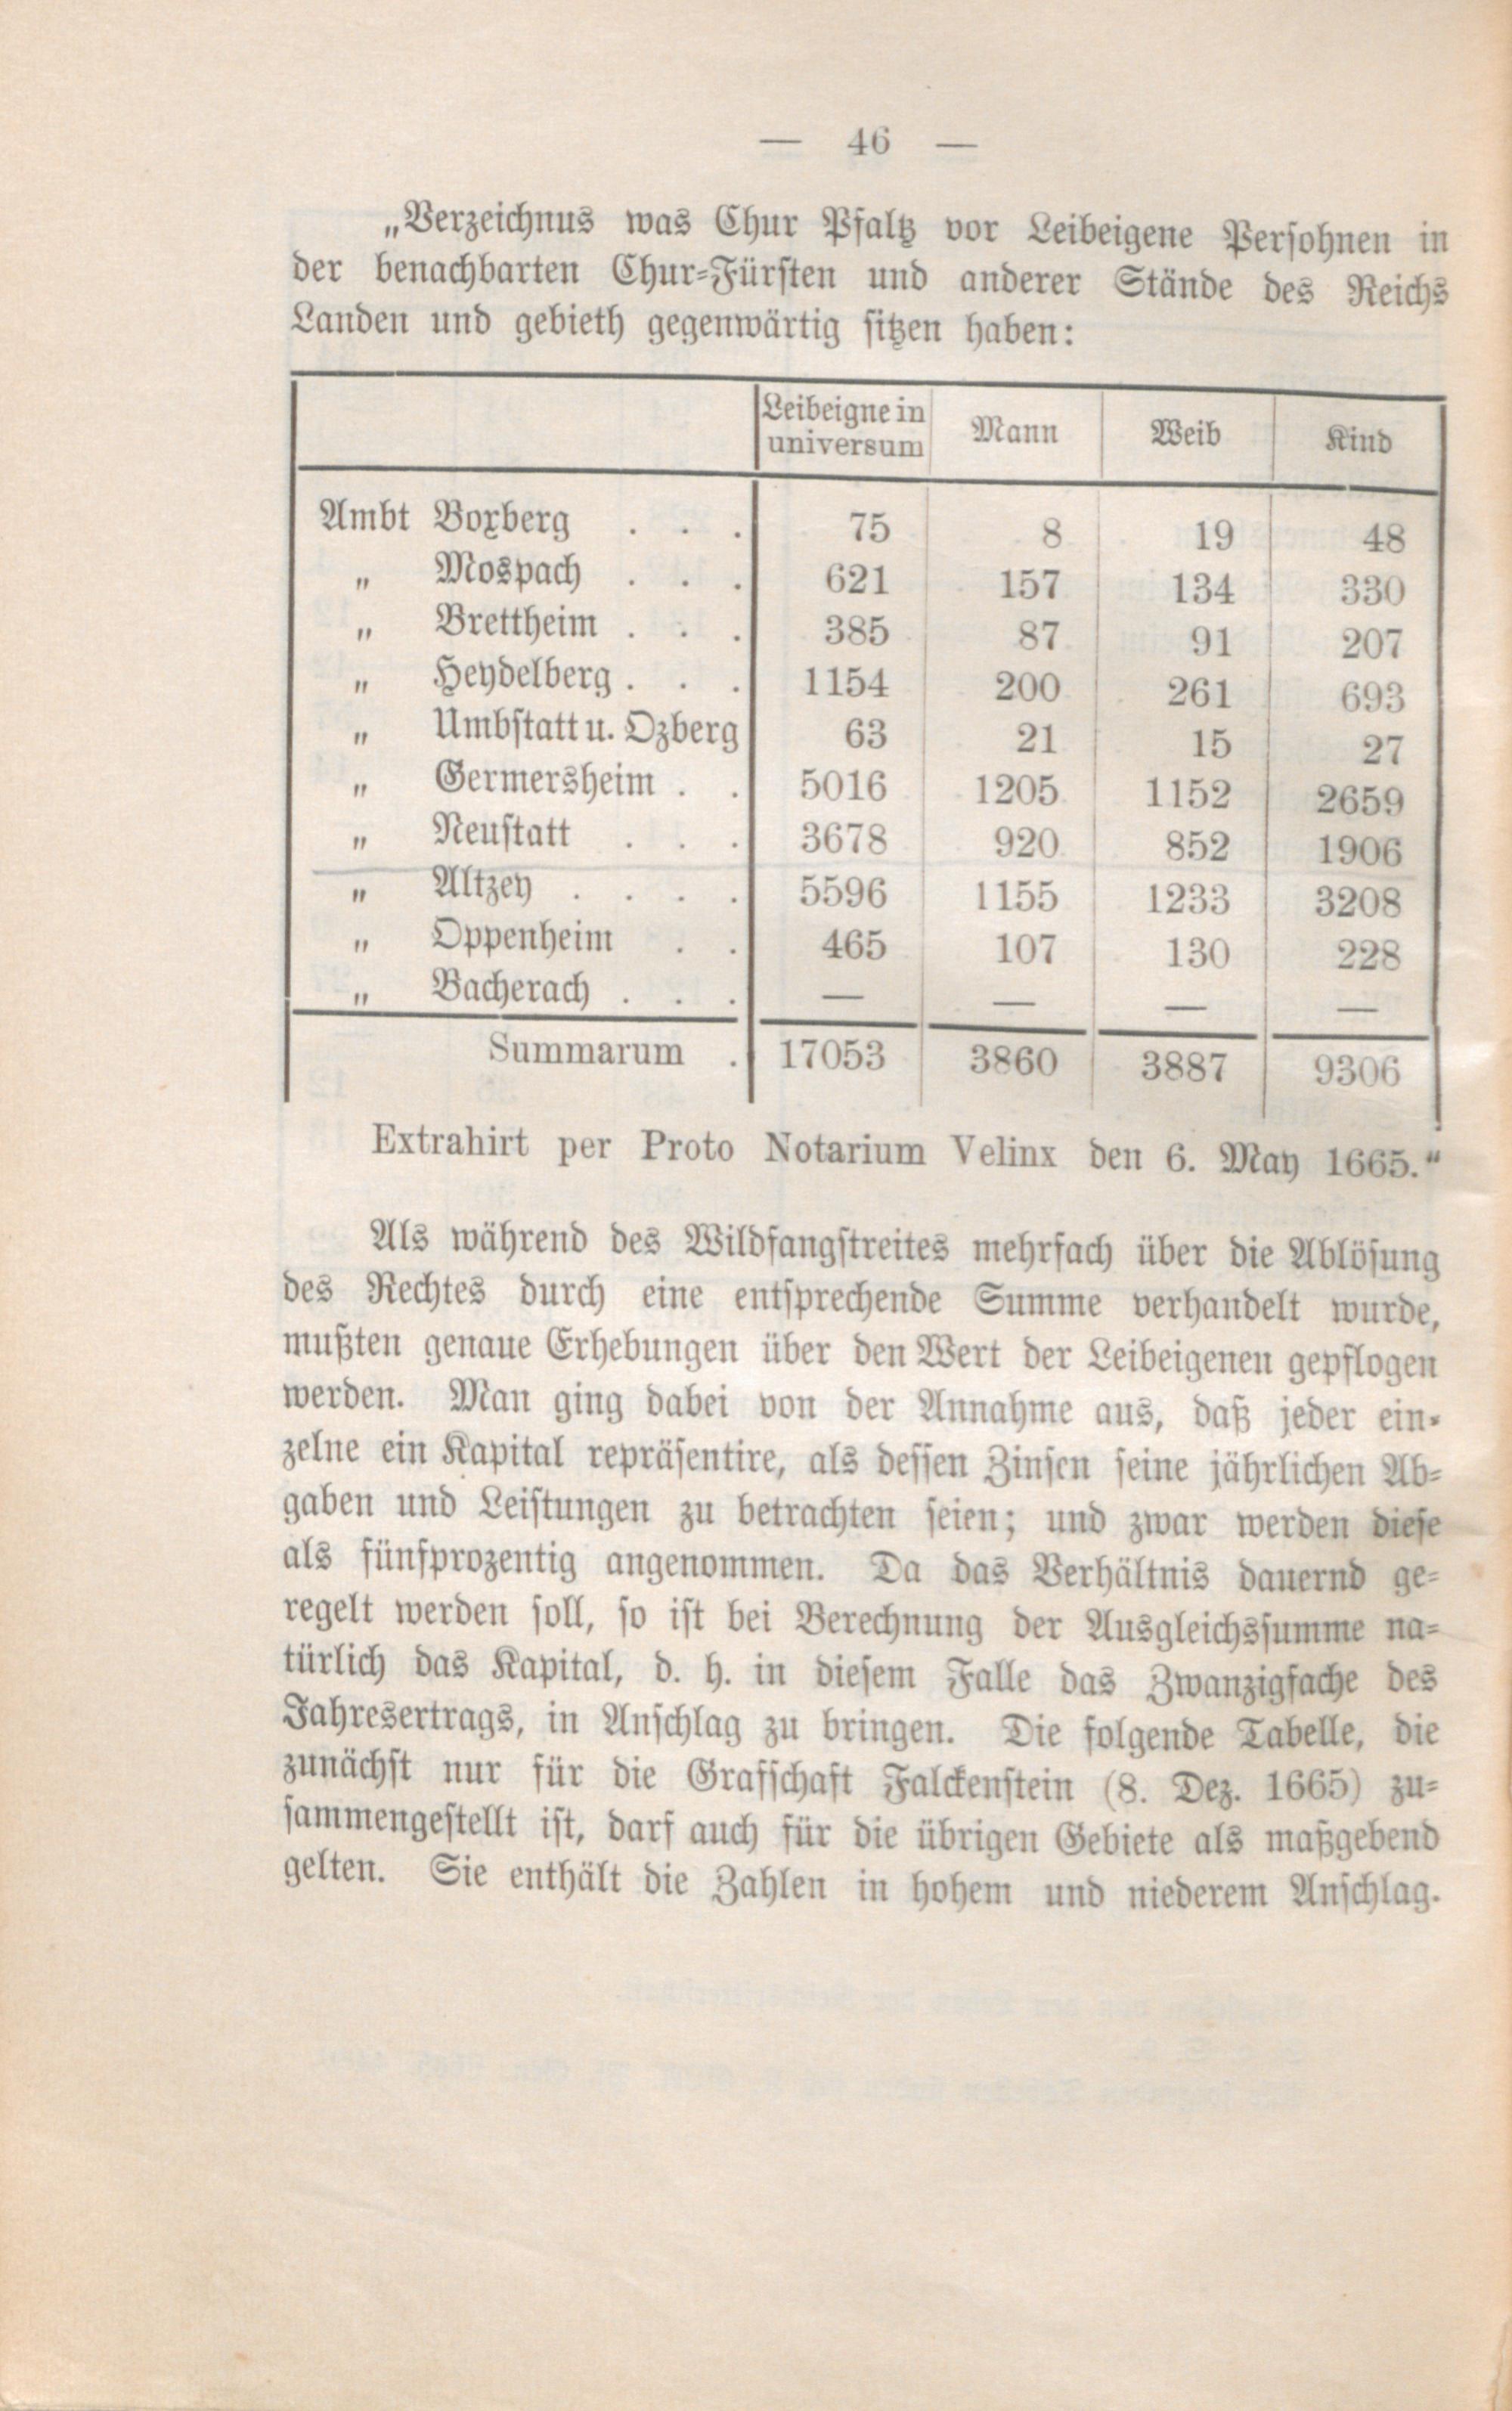 — 46 —
„Verzeichnus was Chur Pfaltz vor Leibeigene Persohnen in
der benachbarten Chur-Fürsten und anderer Stände des Reichs
Landen und gebieth gegenwärtig sitzen haben:
Leibeigne in universum Mann Weib Kind
Ambt Boxberg . . . 75 8 19 48
„ Mospach . . . 621 157 134 330
„ Brettheim . . . 385 87 91 207
„ Heydelberg . . . 1154 200 261 693
„ Umbstatt u. Ozberg 63 21 15 27
„ Germersheim . . 5016 1205 1152 2659
„ Neustatt . . . 3678 920 852 1906
„ Altzey . . . . 5596 1155 1233 3208
„ Oppenheim . . 465 107 130 228
„ Bacherach . . . — — — —
Summarum . 17053 3860 3887 9306
Extrahirt per Proto Notarium Velinx den 6. May 1665.“
Als während des Wildfangstreites mehrfach über die Ablösung
des Rechtes durch eine entsprechende Summe verhandelt wurde,
mußten genaue Erhebungen über den Wert der Leibeigenen gepflogen
werden. Man ging dabei von der Annahme aus, daß jeder ein-
zelne ein Kapital repräsentire, als dessen Zinsen seine jährlichen Ab-
gaben und Leistungen zu betrachten seien; und zwar werden diese
als fünfprozentig angenommen. Da das Verhältnis dauernd ge-
regelt werden soll, so ist bei Berechnung der Ausgleichssumme na-
türlich das Kapital, d. h. in diesem Falle das Zwanzigfache des
Jahresertrags, in Anschlag zu bringen. Die folgende Tabelle, die
zunächst nur für die Grafschaft Falckenstein (8. Dez. 1665) zu-
sammengestellt ist, darf auch für die übrigen Gebiete als maßgebend
gelten. Sie enthält die Zahlen in hohem und niederem Anschlag.